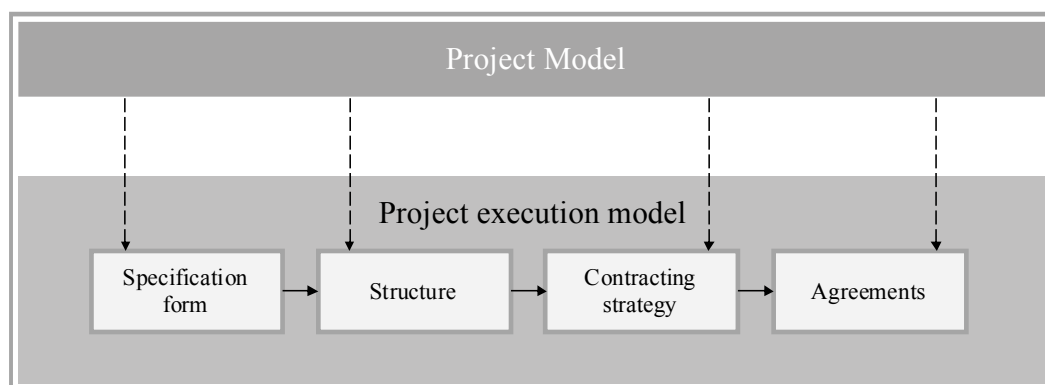 Project Model
Project execution model
Specification
form
Structure
Contracting
strategy
Agreements